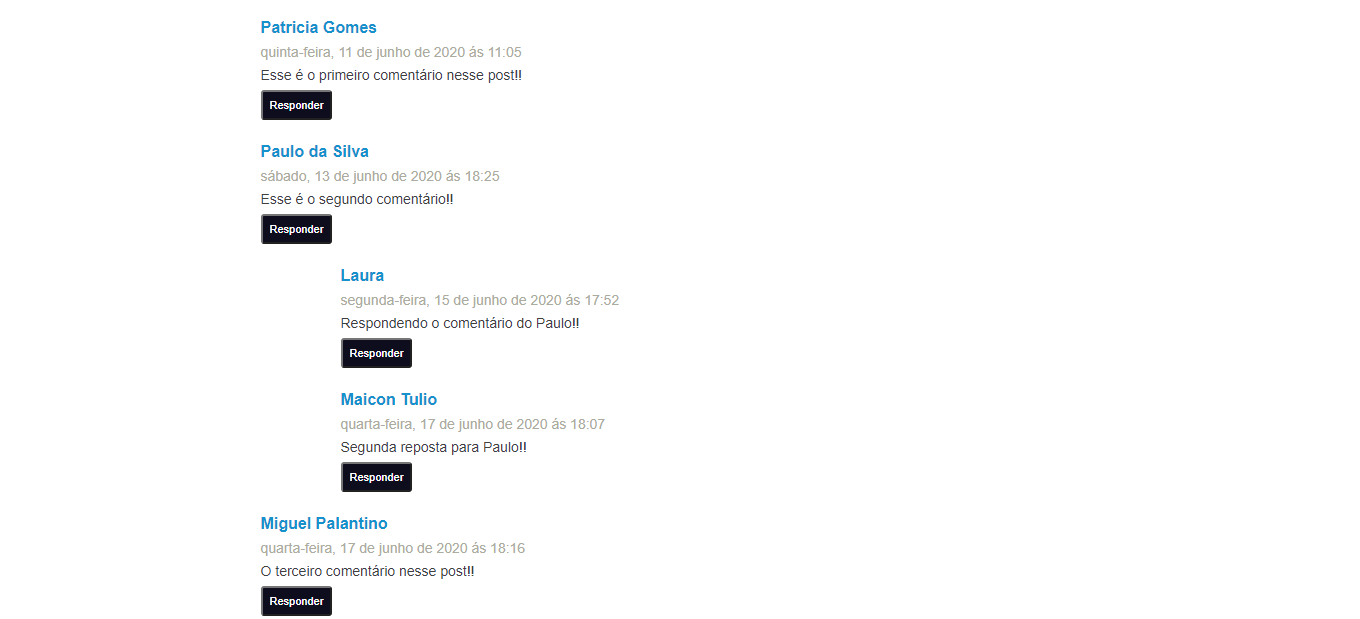 Patricia Gomes
quinta-feira, 11 de junho de 2020 ás 11:05
Esse é o primeiro comentário nesse post!!
Responder
Paulo da Silva
sábado, 13 de junho de 2020 ás 18:25
Esse é o segundo comentário!!
Responder
Laura
segunda-feira, 15 de junho de 2020 ás 17:52
Respondendo o comentário do Paulo!!
Responder
Maicon Tulio
quarta-feira, 17 de junho de 2020 ás 18:07
Segunda reposta para Paulo!!
Responder
Miguel Palantino
quarta-feira, 17 de junho de 2020 ás 18:16
O terceiro comentário nesse post!!
Responder